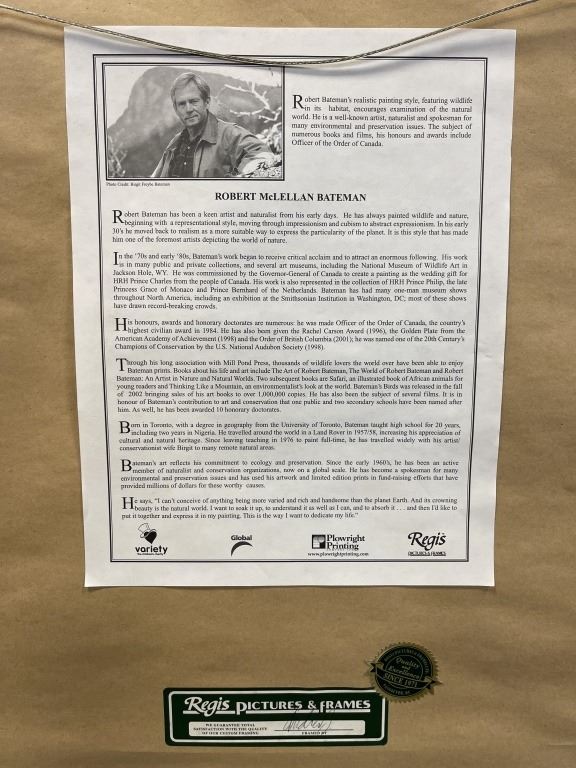 Robert Bateman's realistic painting style, featuring wildlife
in its habitat, encourages examination of the natural
world. He is a well-known artist, naturalist and spokesman for
many environmental and preservation issues. The subject of
numerous books and films, his honours and awards include
Officer of the Order of Canada.
Photo Credit: Birgit Freybe Bateman
ROBERT McLELLAN BATEMAN
Robert Bateman has been a keen artist and naturalist from his early days. He has always painted wildlife and nature,
beginning with a representational style, moving through impressionism and cubism to abstract expressionism. In his early
30's he moved back to realism as a more suitable way to express the particularity of the planet. It is this style that has made
him one of the foremost artists depicting the world of nature.
In the '70s and early '80s, Bateman's work began to receive critical acclaim and to attract an enormous following. His work
is in many public and private collections, and several art museums, including the National Museum of Wildlife Art in
Jackson Hole, WY. He was commissioned by the Governor-General of Canada to create a painting as the wedding gift for
HRH Prince Charles from the people of Canada. His work is also represented in the collection of HRH Prince Philip, the late
Princess Grace of Monaco and Prince Bernhard of the Netherlands. Bateman has had many one-man museum shows
throughout North America, including an exhibition at the Smithsonian Institution in Washington, DC; most of these shows
have drawn record-breaking crowds.
His honours, awards and honorary doctorates are numerous: he was made Officer of the Order of Canada, the country's
highest civilian award in 1984. He has also been given the Rachel Carson Award (1996), the Golden Plate from the
American Academy of Achievement (1998) and the Order of British Columbia (2001); he was named one of the 20th Century's
Champions of Conservation by the U.S. National Audubon Society (1998).
Through his long association with Mill Pond Press, thousands of wildlife lovers the world over have been able to enjoy
Bateman prints. Books about his life and art include The Art of Robert Bateman, The World of Robert Bateman and Robert
Bateman: An Artist in Nature and Natural Worlds. Two subsequent books are Safari, an illustrated book of African animals for
young readers and Thinking Like a Mountain, an environmentalist's look at the world. Bateman's Birds was released in the fall
of 2002 bringing sales of his art books to over 1,000,000 copies. He has also been the subject of several films. It is in
honour of Bateman's contribution to art and conservation that one public and two secondary schools have been named after
him. As well, he has been awarded 10 honorary doctorates.
Born in Toronto, with a degree in geography from the University of Toronto, Bateman taught high school for 20 years,
including two years in Nigeria. He travelled around the world in a Land Rover in 1957/58, increasing his appreciation of
cultural and natural heritage. Since leaving teaching in 1976 to paint full-time, he has travelled widely with his artist/
conservationist wife Birgit to many remote natural areas.
Bateman's art reflects his commitment to ecology and preservation. Since the early 1960's, he has been an active
member of naturalist and conservation organizations, now on a global scale. He has become a spokesman for many
environmental and preservation issues and has used his artwork and limited edition prints in fund-raising efforts that have
provided millions of dollars for these worthy causes.
He says, "I can't conceive of anything being more varied and rich and handsome than the planet Earth. And its crowning
beauty is the natural world. I want to soak it up, to understand it as well as I can, and to absorb it . . . and then I'd like to
put it together and express it in my painting. This is the way I want to dedicate my life."
variety
the children's charity
Global
Plowright
Printing
www.plowrightprinting.com
Regis
PICTURES & FRAMES
Quality
and
Excellence
SINCE 1971
Regis PICTURES & FRAMES
WE GUARANTEE TOTAL
SATISFACTION WITH THE QUALITY
OF OUR CUSTOM FRAMING
FRAMED BY